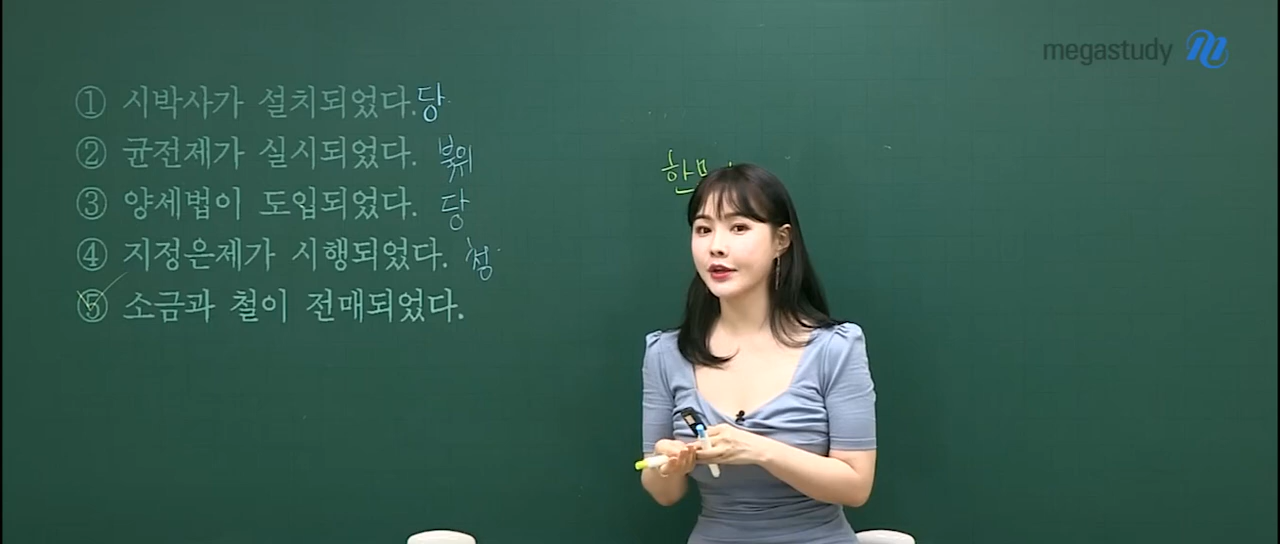 megastudy
① 시박사가 설치되었다. 당
② 균전제가 실시되었다. 북위
③ 양세법이 도입되었다. 당
한
④ 지정은제가 시행되었다. 청
⑤ 소금과 철이 전매되었다.